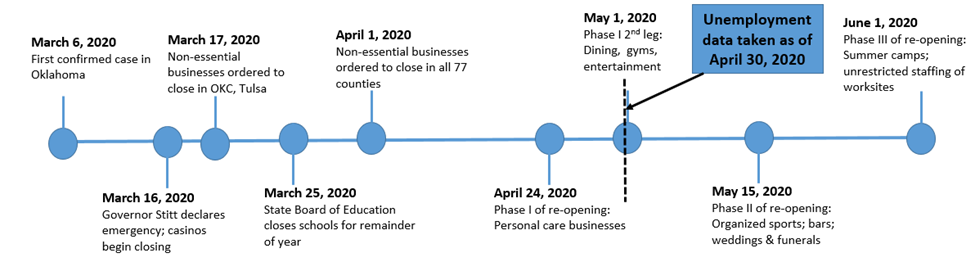 March 6, 2020
First confirmed case in
Oklahoma
March 17, 2020
Non-essential
businesses ordered to
close in OKC, Tulsa
April 1, 2020
Non-essential businesses
ordered to close in all 77
counties
May 1, 2020
Phase I 2nd leg:
Dining, gyms,
entertainment
Unemployment
data taken as of
April 30, 2020
June 1, 2020
Phase III of re-opening:
Summer camps;
unrestricted staffing of
worksites
March 16, 2020
Governor Stitt declares
emergency; casinos
begin closing
March 25, 2020
State Board of Education
closes schools for remainder
of year
April 24, 2020
Phase I of re-opening:
Personal care businesses
May 15, 2020
Phase II of re-opening:
Organized sports; bars;
weddings & funerals